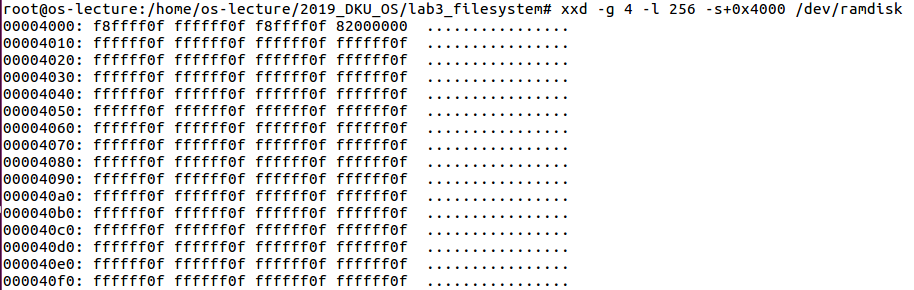 root@os-lecture:/home/os-lecture/2019_DKU_OS/lab3_filesystem# xxd -g 4 -l 256 -s+0x4000 /dev/ramdisk
00004000: f8ffff0f ffffff0f f8ffff0f 82000000  ................
00004010: ffffff0f ffffff0f ffffff0f ffffff0f  ................
00004020: ffffff0f ffffff0f ffffff0f ffffff0f  ................
00004030: ffffff0f ffffff0f ffffff0f ffffff0f  ................
00004040: ffffff0f ffffff0f ffffff0f ffffff0f  ................
00004050: ffffff0f ffffff0f ffffff0f ffffff0f  ................
00004060: ffffff0f ffffff0f ffffff0f ffffff0f  ................
00004070: ffffff0f ffffff0f ffffff0f ffffff0f  ................
00004080: ffffff0f ffffff0f ffffff0f ffffff0f  ................
00004090: ffffff0f ffffff0f ffffff0f ffffff0f  ................
000040a0: ffffff0f ffffff0f ffffff0f ffffff0f  ................
000040b0: ffffff0f ffffff0f ffffff0f ffffff0f  ................
000040c0: ffffff0f ffffff0f ffffff0f ffffff0f  ................
000040d0: ffffff0f ffffff0f ffffff0f ffffff0f  ................
000040e0: ffffff0f ffffff0f ffffff0f ffffff0f  ................
000040f0: ffffff0f ffffff0f ffffff0f ffffff0f  ................